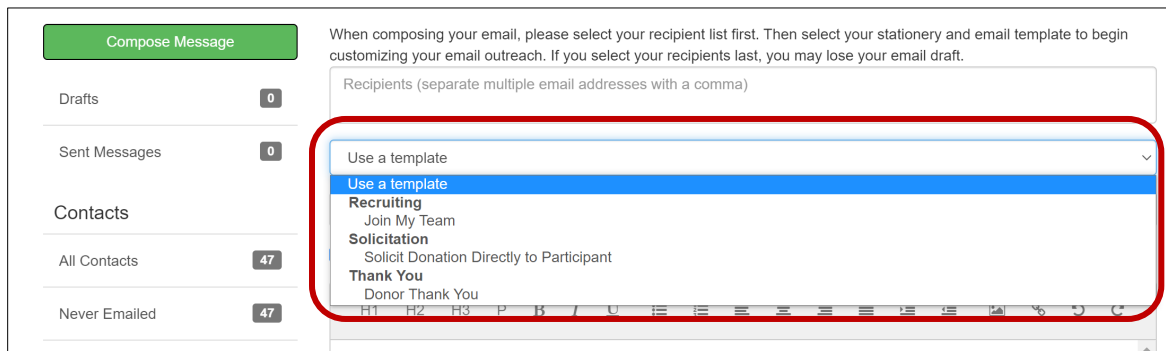 Compose Message
Drafts 0
Sent Messages 0
Contacts
All Contacts 47
Never Emailed 47
When composing your email, please select your recipient list first. Then select your stationery and email template to begin
customizing your email outreach. If you select your recipients last, you may lose your email draft.
Recipients (separate multiple email addresses with a comma)
Use a template
Use a template
Recruiting
Join My Team
Solicitation
Solicit Donation Directly to Participant
Thank You
Donor Thank You
H1 H2 H3 P B I U